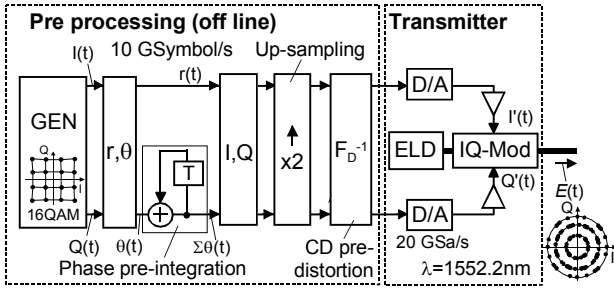 Pre processing (off line)
Transmitter
I(t)
10 GSymbol/s
Up-sampling
r(t)
GEN
Q
I
16QAM
r,θ
T
+
I,Q
x2
F_D⁻¹
D/A
I'(t)
ELD
IQ-Mod
Q'(t)
E(t)
D/A
Q(t)
θ(t)
Σθ(t)
CD pre-
distortion
Phase pre-integration
20 GSa/s
λ=1552.2nm
Q
I